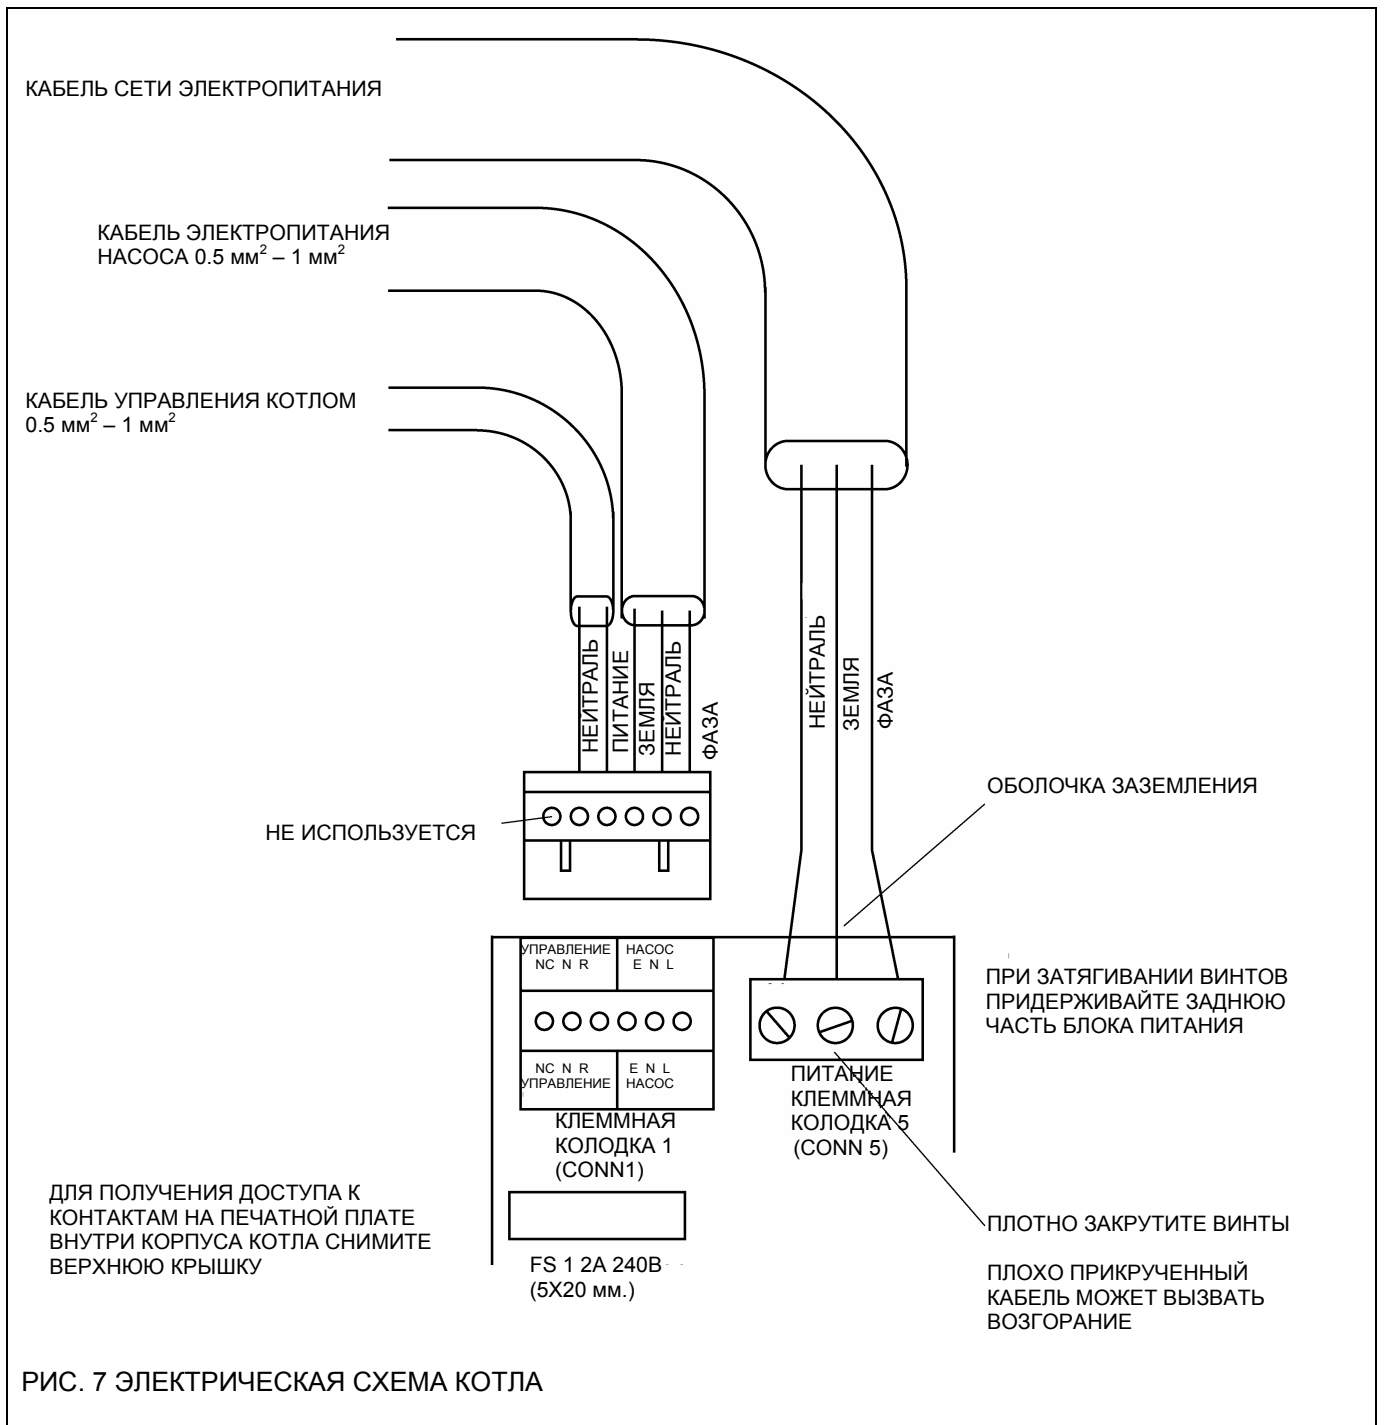 КАБЕЛЬ СЕТИ ЭЛЕКТРОПИТАНИЯ
КАБЕЛЬ ЭЛЕКТРОПИТАНИЯ
НАСОСА 0.5 мм² – 1 мм²
КАБЕЛЬ УПРАВЛЕНИЯ КОТЛОМ
0.5 мм² – 1 мм²
НЕЙТРАЛЬ
ПИТАНИЕ
ЗЕМЛЯ
НЕЙТРАЛЬ
ФАЗА
НЕЙТРАЛЬ
ЗЕМЛЯ
ФАЗА
ОБОЛОЧКА ЗАЗЕМЛЕНИЯ
НЕ ИСПОЛЬЗУЕТСЯ
УПРАВЛЕНИЕ НАСОС
NC N R E N L
NC N R E N L
УПРАВЛЕНИЕ НАСОС
КЛЕММНАЯ
КОЛОДКА 1
(CONN1)
ПИТАНИЕ
КЛЕММНАЯ
КОЛОДКА 5
(CONN 5)
ПРИ ЗАТЯГИВАНИИ ВИНТОВ
ПРИДЕРЖИВАЙТЕ ЗАДНЮЮ
ЧАСТЬ БЛОКА ПИТАНИЯ
ДЛЯ ПОЛУЧЕНИЯ ДОСТУПА К
КОНТАКТАМ НА ПЕЧАТНОЙ ПЛАТЕ
ВНУТРИ КОРПУСА КОТЛА СНИМИТЕ
ВЕРХНЮЮ КРЫШКУ
FS 1 2A 240В
(5X20 мм.)
ПЛОТНО ЗАКРУТИТЕ ВИНТЫ
ПЛОХО ПРИКРУЧЕННЫЙ
КАБЕЛЬ МОЖЕТ ВЫЗВАТЬ
ВОЗГОРАНИЕ
РИС. 7 ЭЛЕКТРИЧЕСКАЯ СХЕМА КОТЛА